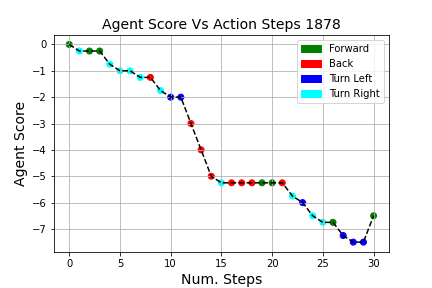 Agent Score Vs Action Steps 1878
Agent Score
0
−1
−2
−3
−4
−5
−6
−7
Forward
Back
Turn Left
Turn Right
0 5 10 15 20 25 30
Num. Steps